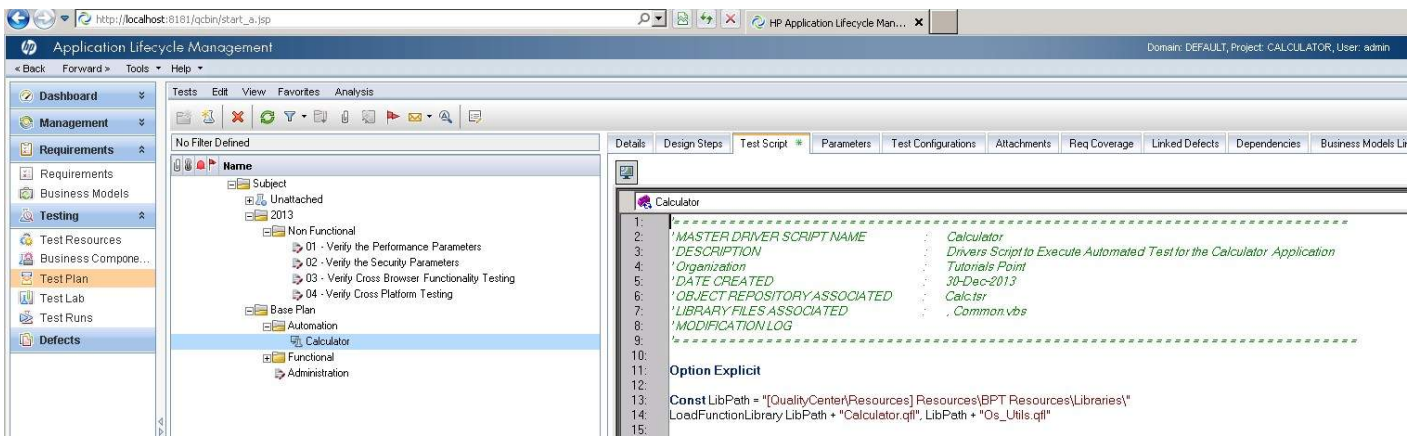 http://localhost:8181/qcbin/start_a.jsp
HP Application Lifecycle Man...
hp Application Lifecycle Management
Domain: DEFAULT, Project: CALCULATOR, User: admin
< Back Forward > Tools Help
Dashboard
Management
Requirements
Requirements
Business Models
Testing
Test Resources
Business Compone...
Test Plan
Test Lab
Test Runs
Defects
Tests Edit View Favorites Analysis
No Filter Defined
Name
Subject
Unattached
2013
Non Functional
01 - Verify the Performance Parameters
02 - Verify the Security Parameters
03 - Verify Cross Browser Functionality Testing
04 - Verify Cross Platform Testing
Base Plan
Automation
Calculator
Functional
Administration
Details Design Steps Test Script * Parameters Test Configurations Attachments Req Coverage Linked Defects Dependencies Business Models Li
Calculator
1: '= = = = = = = = = = = = = = = = = = = = = = = = = = = = = = = = = = = = = = = = = = = = = = = = = = = = = = = = = = = =
2: 'MASTER DRIVER SCRIPT NAME : Calculator
3: 'DESCRIPTION : Drivers Script to Execute Automated Test for the Calculator Application
4: 'Organization : Tutorials Point
5: 'DATE CREATED : 30-Dec-2013
6: 'OBJECT REPOSITORY ASSOCIATED : Calc.tsr
7: 'LIBRARY FILES ASSOCIATED : , Common.vbs
8: 'MODIFICATION LOG
9: '= = = = = = = = = = = = = = = = = = = = = = = = = = = = = = = = = = = = = = = = = = = = = = = = = = = = = = = = = = = = =
10:
11: Option Explicit
12:
13: Const LibPath = "[QualityCenter\Resources] Resources\BPT Resources\Libraries\"
14: LoadFunctionLibrary LibPath + "Calculator.qfl", LibPath + "Os_Utils.qfl"
15: